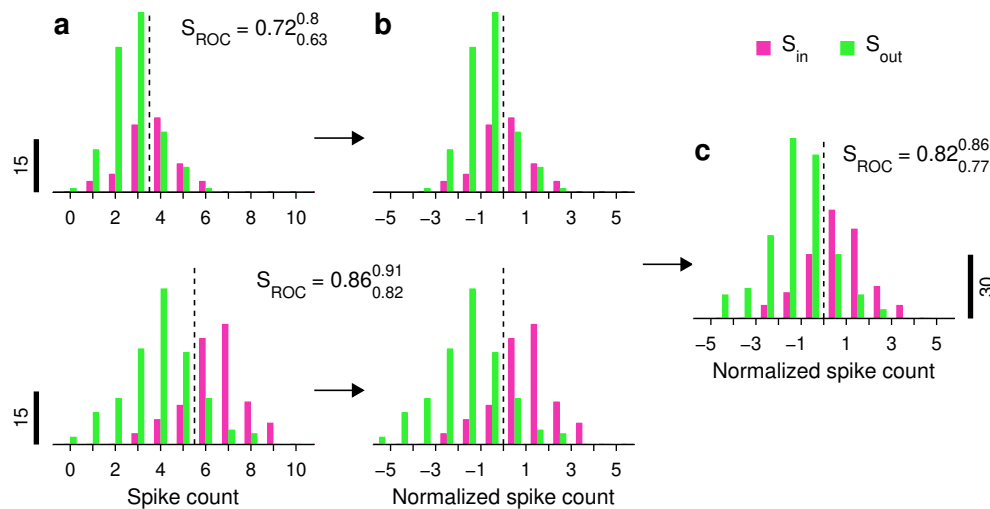 a
S_ROC = 0.72^0.8_0.63
b
S_in
S_out
15
0 2 4 6 8 10
−5 −3 −1 1 3 5
c
S_ROC = 0.82^0.86_0.77
30
−5 −3 −1 1 3 5
Normalized spike count
S_ROC = 0.86^0.91_0.82
15
0 2 4 6 8 10
Spike count
−5 −3 −1 1 3 5
Normalized spike count